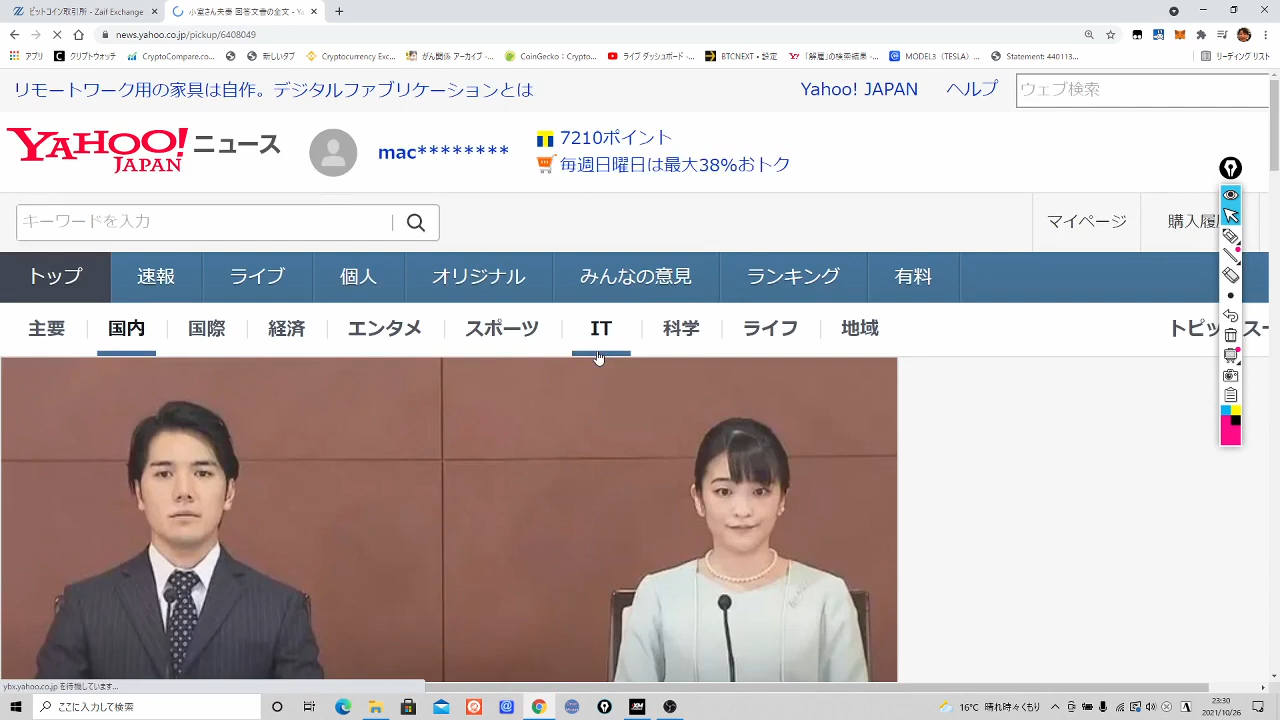 ビットコイン取引所 - Zaif Exchange
小室さん夫妻 回答文書の全文 - Y
news.yahoo.co.jp/pickup/6408049
アプリ
クリプトウォッチ
新しいタブ
Cryptocurrency Exc...
CryptoCompare....
がん関係 アーカイブ -...
CoinGecko : Cryptoc...
ライブ ダッシュボード -...
BTCNEXT • 設定
「解雇」の検索結果 -...
MODEL3（TESLA）...
Statement: 440113...
リーディング リスト
リモートワーク用の家具は自作。デジタルファブリケーションとは
Yahoo! JAPAN
ヘルプ
ウェブ検索
YAHOO! JAPAN ニュース
mac********
7210ポイント
毎週日曜日は最大38%おトク
キーワードを入力
マイページ
購入履
トップ 速報 ライブ 個人 オリジナル みんなの意見 ランキング 有料
主要 国内 国際 経済 エンタメ スポーツ IT 科学 ライフ 地域
トピッ
ybx.yahoo.co.jp を待機しています...
ここに入力して検索
16°C 晴れ時々くもり
23:30
2021/10/26